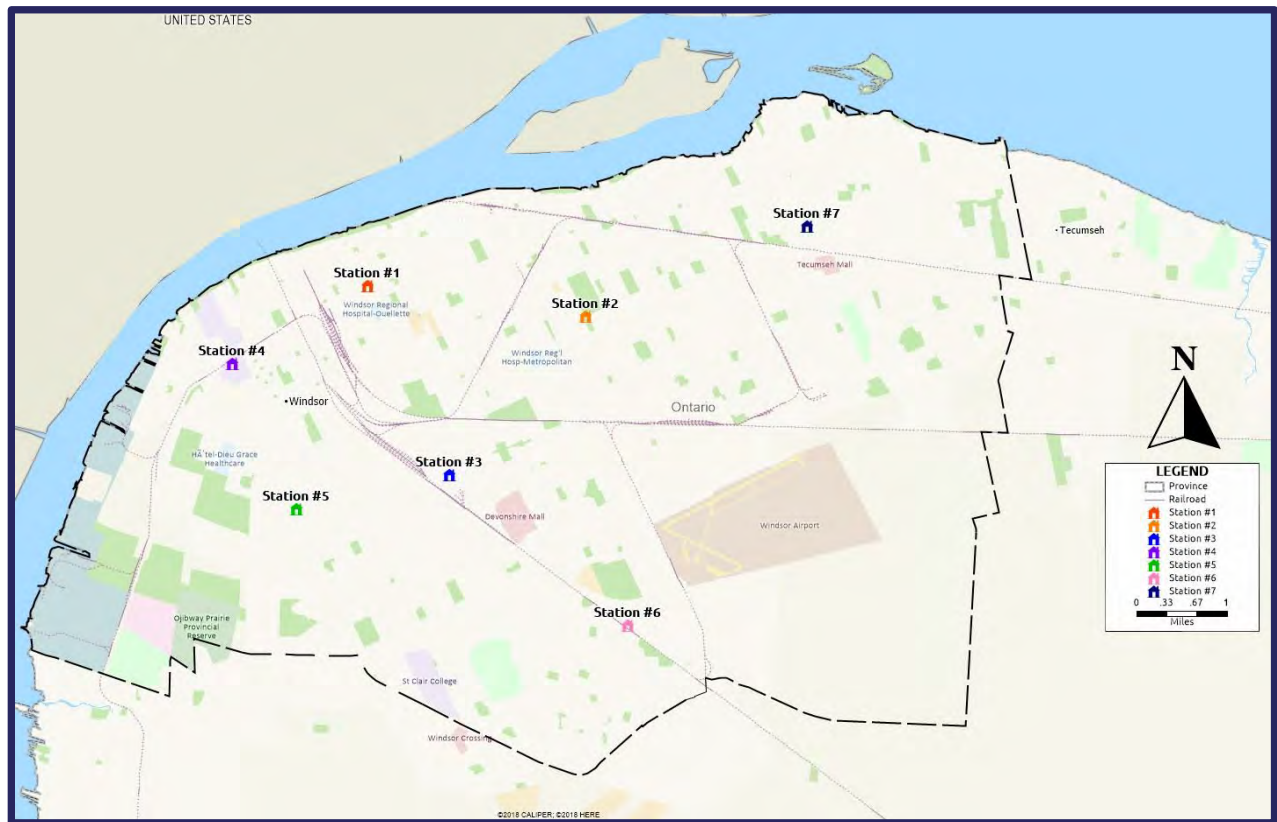 UNITED STATES
Station #7
Tecumseh
Tecumseh Mall
Station #1
Windsor Regional
Hospital-Ouellette
Station #2
Station #4
Windsor Reg'l
Hosp-Metropolitan
Windsor
Ontario
N
HÃ´tel-Dieu Grace
Healthcare
Station #3
Station #5
Devonshire Mall
Windsor Airport
LEGEND
Province
Railroad
Station #1
Station #2
Station #3
Station #4
Station #5
Station #6
Station #7
0 .33 .67 1
Miles
Ojibway Prairie
Provincial
Reserve
Station #6
St Clair College
Windsor Crossing
©2018 CALIPER; ©2018 HERE